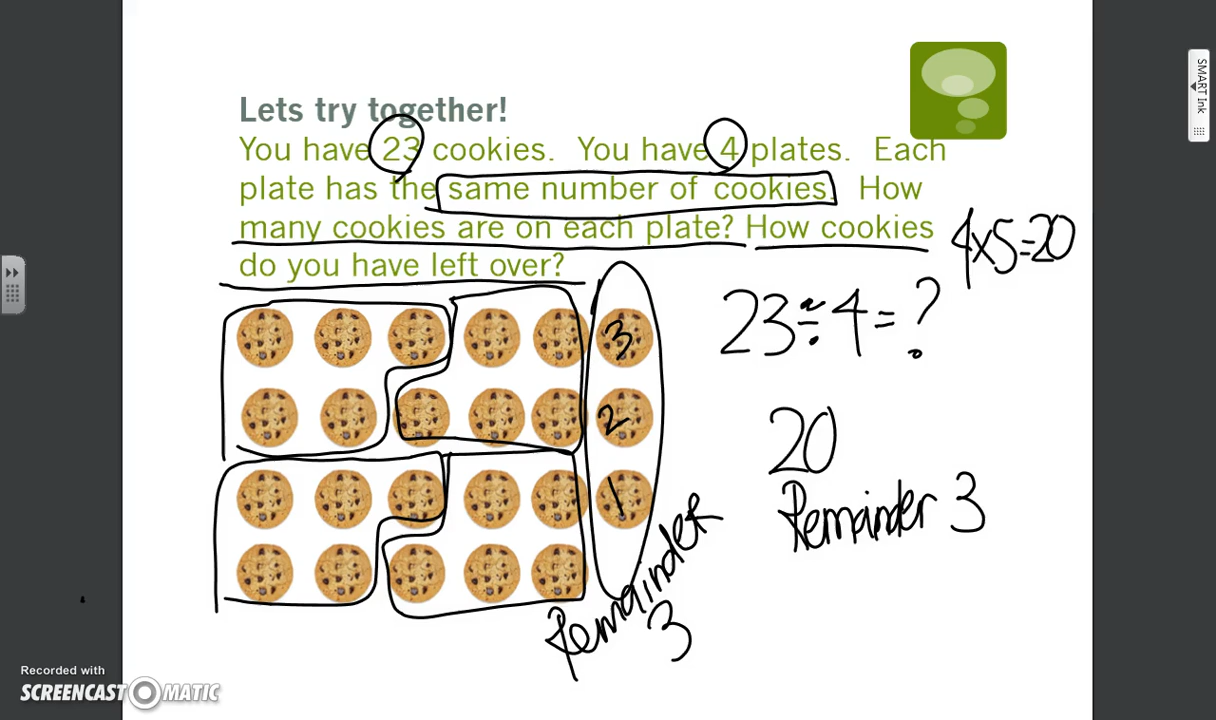 Lets try together!
You have 23 cookies. You have 4 plates. Each
plate has the same number of cookies. How
many cookies are on each plate? How cookies
do you have left over?
4x5=20
23÷4=?
3
2
1
20
Remainder 3
Remainder
3
SMART Ink
Recorded with
SCREENCAST MATIC